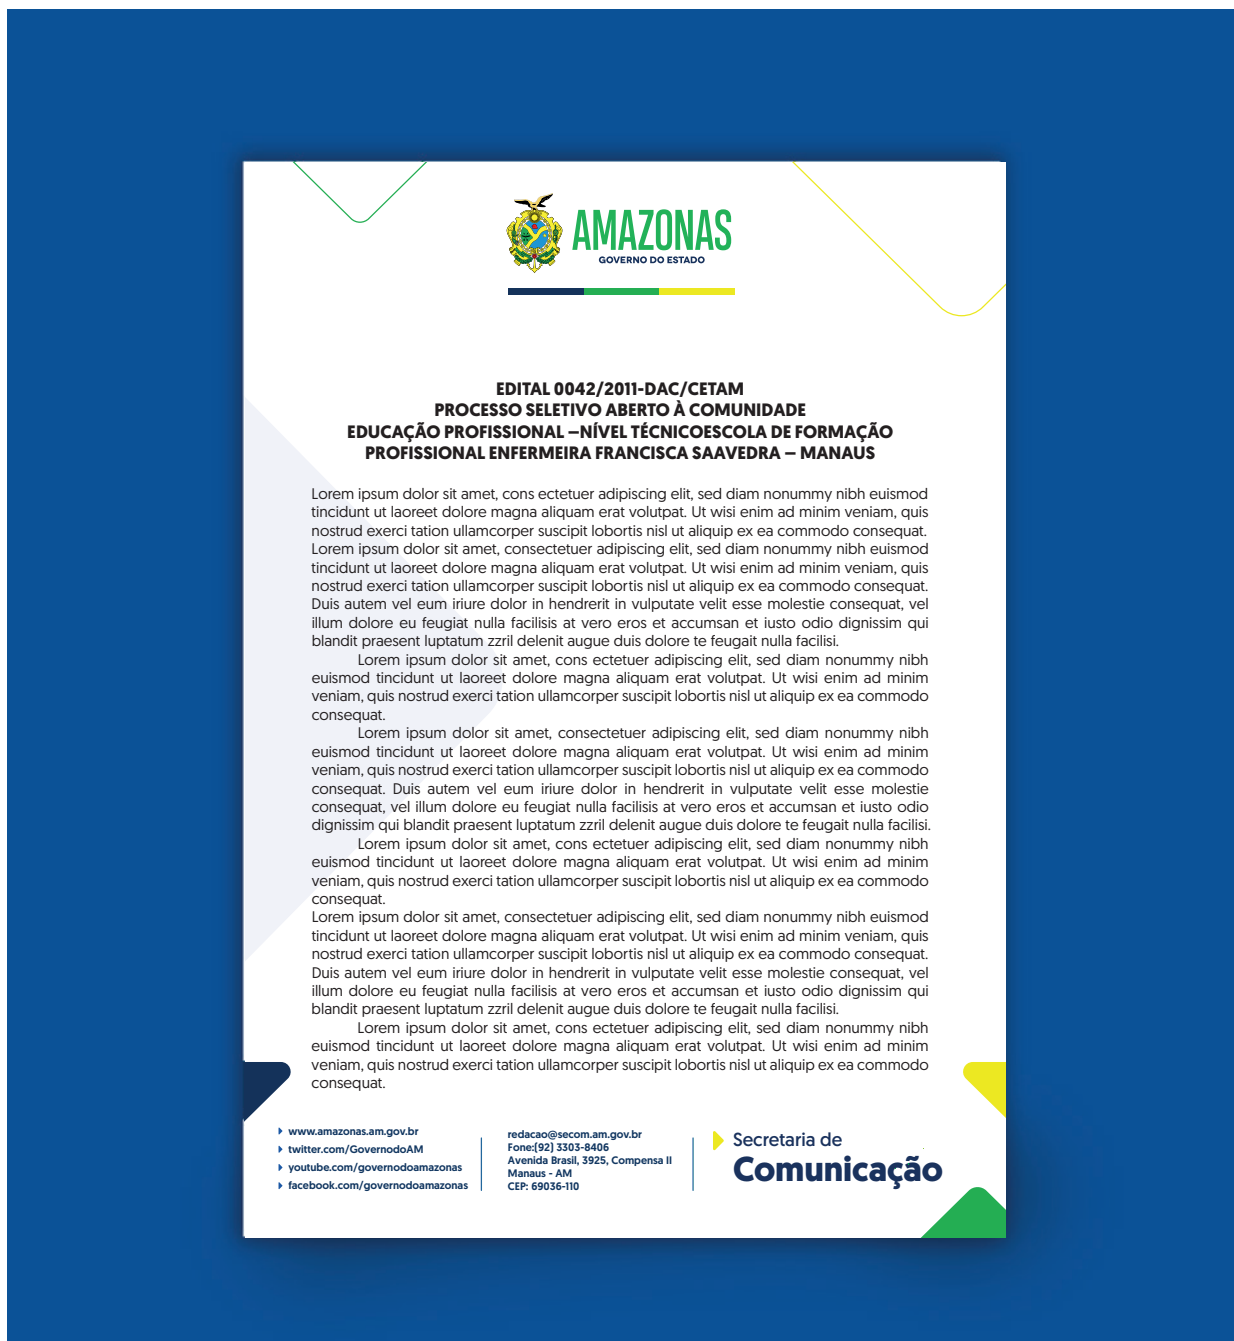 AMAZONAS
GOVERNO DO ESTADO
EDITAL 0042/2011-DAC/CETAM
PROCESSO SELETIVO ABERTO À COMUNIDADE
EDUCAÇÃO PROFISSIONAL –NÍVEL TÉCNICOESCOLA DE FORMAÇÃO
PROFISSIONAL ENFERMEIRA FRANCISCA SAAVEDRA – MANAUS
Lorem ipsum dolor sit amet, cons ectetuer adipiscing elit, sed diam nonummy nibh euismod
tincidunt ut laoreet dolore magna aliquam erat volutpat. Ut wisi enim ad minim veniam, quis
nostrud exerci tation ullamcorper suscipit lobortis nisl ut aliquip ex ea commodo consequat.
Lorem ipsum dolor sit amet, consectetuer adipiscing elit, sed diam nonummy nibh euismod
tincidunt ut laoreet dolore magna aliquam erat volutpat. Ut wisi enim ad minim veniam, quis
nostrud exerci tation ullamcorper suscipit lobortis nisl ut aliquip ex ea commodo consequat.
Duis autem vel eum iriure dolor in hendrerit in vulputate velit esse molestie consequat, vel
illum dolore eu feugiat nulla facilisis at vero eros et accumsan et iusto odio dignissim qui
blandit praesent luptatum zzril delenit augue duis dolore te feugait nulla facilisi.
Lorem ipsum dolor sit amet, cons ectetuer adipiscing elit, sed diam nonummy nibh
euismod tincidunt ut laoreet dolore magna aliquam erat volutpat. Ut wisi enim ad minim
veniam, quis nostrud exerci tation ullamcorper suscipit lobortis nisl ut aliquip ex ea commodo
consequat.
Lorem ipsum dolor sit amet, consectetuer adipiscing elit, sed diam nonummy nibh
euismod tincidunt ut laoreet dolore magna aliquam erat volutpat. Ut wisi enim ad minim
veniam, quis nostrud exerci tation ullamcorper suscipit lobortis nisl ut aliquip ex ea commodo
consequat. Duis autem vel eum iriure dolor in hendrerit in vulputate velit esse molestie
consequat, vel illum dolore eu feugiat nulla facilisis at vero eros et accumsan et iusto odio
dignissim qui blandit praesent luptatum zzril delenit augue duis dolore te feugait nulla facilisi.
Lorem ipsum dolor sit amet, cons ectetuer adipiscing elit, sed diam nonummy nibh
euismod tincidunt ut laoreet dolore magna aliquam erat volutpat. Ut wisi enim ad minim
veniam, quis nostrud exerci tation ullamcorper suscipit lobortis nisl ut aliquip ex ea commodo
consequat.
Lorem ipsum dolor sit amet, consectetuer adipiscing elit, sed diam nonummy nibh euismod
tincidunt ut laoreet dolore magna aliquam erat volutpat. Ut wisi enim ad minim veniam, quis
nostrud exerci tation ullamcorper suscipit lobortis nisl ut aliquip ex ea commodo consequat.
Duis autem vel eum iriure dolor in hendrerit in vulputate velit esse molestie consequat, vel
illum dolore eu feugiat nulla facilisis at vero eros et accumsan et iusto odio dignissim qui
blandit praesent luptatum zzril delenit augue duis dolore te feugait nulla facilisi.
Lorem ipsum dolor sit amet, cons ectetuer adipiscing elit, sed diam nonummy nibh
euismod tincidunt ut laoreet dolore magna aliquam erat volutpat. Ut wisi enim ad minim
veniam, quis nostrud exerci tation ullamcorper suscipit lobortis nisl ut aliquip ex ea commodo
consequat.
www.amazonas.am.gov.br
twitter.com/GovernodoAM
youtube.com/governodoamazonas
facebook.com/governodoamazonas
redacao@secom.am.gov.br
Fone:(92) 3303-8406
Avenida Brasil, 3925, Compensa II
Manaus - AM
CEP: 69036-110
Secretaria de
Comunicação